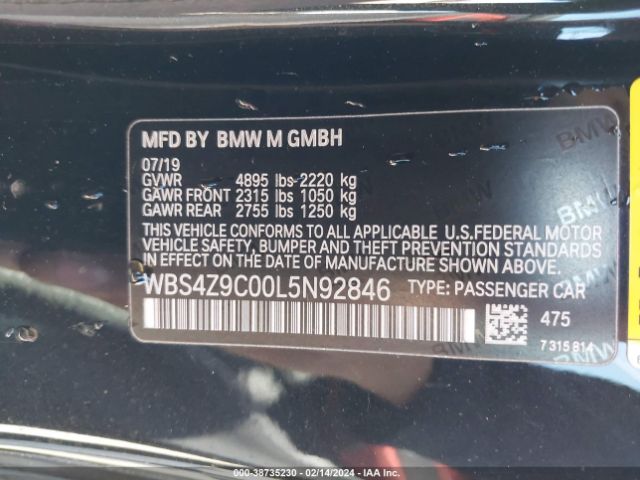 MFD BY BMW M GMBH
07/19
GVWR 4895 lbs-2220 kg
GAWR FRONT 2315 lbs 1050 kg
GAWR REAR 2755 lbs 1250 kg
THIS VEHICLE CONFORMS TO ALL APPLICABLE U.S.FEDERAL MOTOR
VEHICLE SAFETY, BUMPER AND THEFT PREVENTION STANDARDS
IN EFFECT ON THE DATE OF MANUFACTURE SHOWN ABOVE.
WBS4Z9C00L5N92846 TYPE: PASSENGER CAR
475
7 315 814
© - 38735230 - 02/14/2024 - IAA Inc.